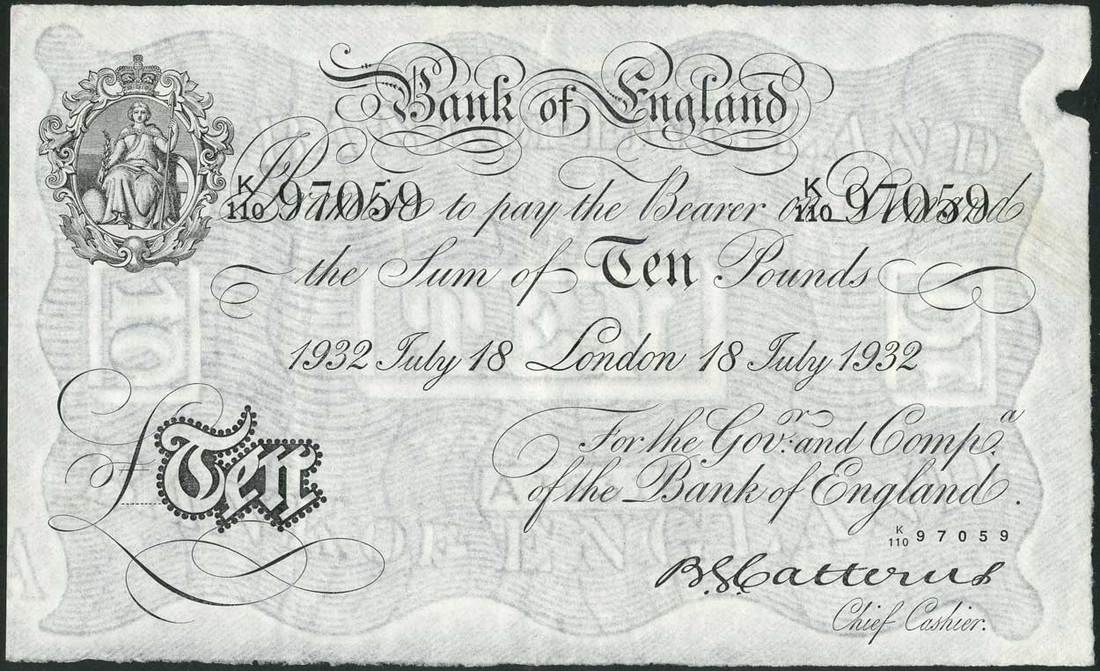 Bank of England
K/110 97059 to pay the Bearer on Demand K/110 97059
the Sum of Ten Pounds
1932 July 18 London 18 July 1932
For the Govr. and Compa.
of the Bank of England.
£ Ten
K/110 97059
B.G. Catterns
Chief Cashier.